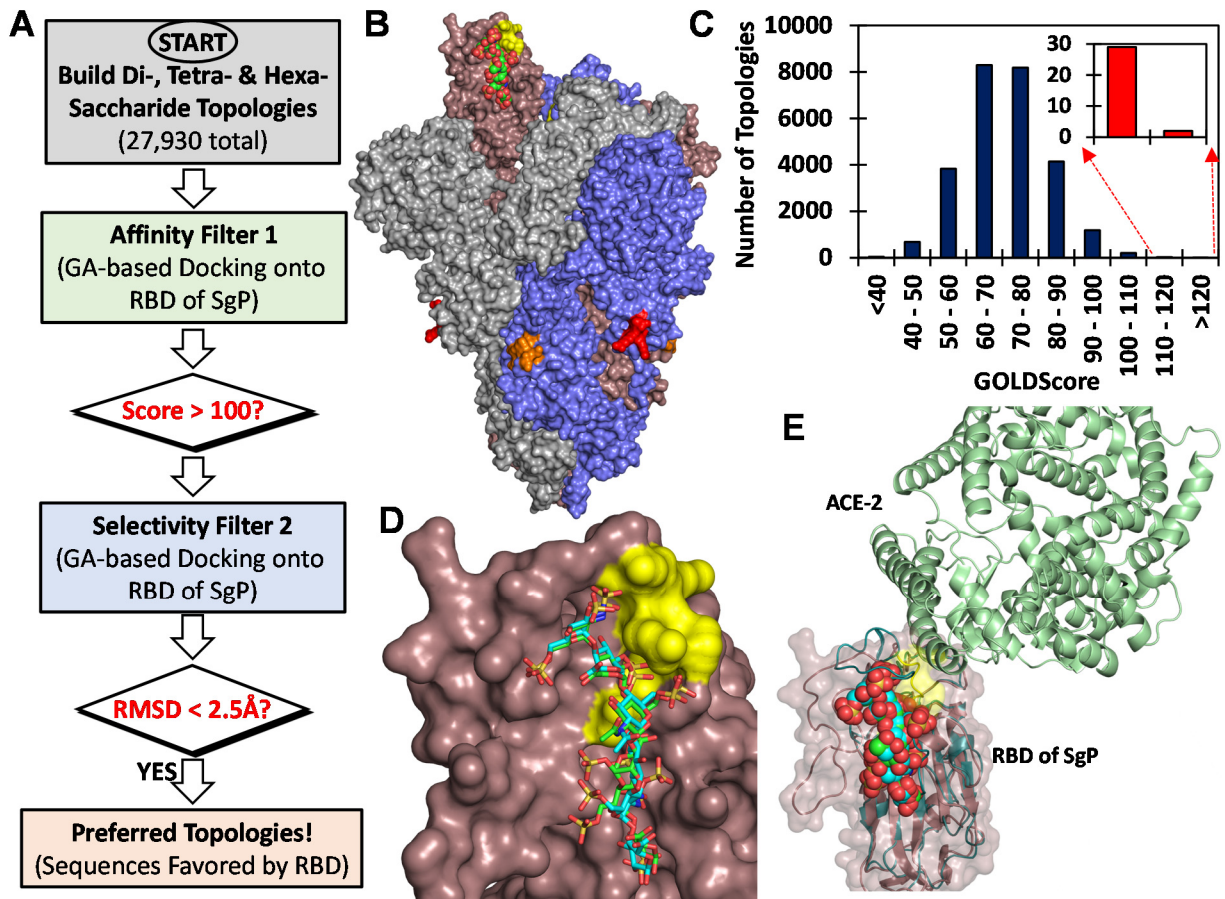 A
START
Build Di-, Tetra- & Hexa-
Saccharide Topologies
(27,930 total)
Affinity Filter 1
(GA-based Docking onto
RBD of SgP)
Score > 100?
Selectivity Filter 2
(GA-based Docking onto
RBD of SgP)
RMSD < 2.5Å?
YES
Preferred Topologies!
(Sequences Favored by RBD)
B
C
Number of Topologies
10000
8000
6000
4000
2000
0
30
20
10
0
<40
40 - 50
50 - 60
60 - 70
70 - 80
80 - 90
90 - 100
100 - 110
110 - 120
>120
GOLDScore
D
E
ACE-2
RBD of SgP